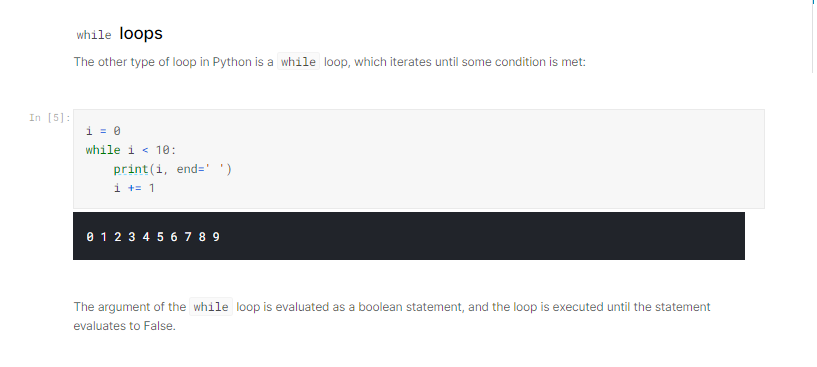 while loops
The other type of loop in Python is a while loop, which iterates until some condition is met:
In [5]:
i = 0
while i < 10:
    print(i, end=' ')
    i += 1
0 1 2 3 4 5 6 7 8 9
The argument of the while loop is evaluated as a boolean statement, and the loop is executed until the statement
evaluates to False.